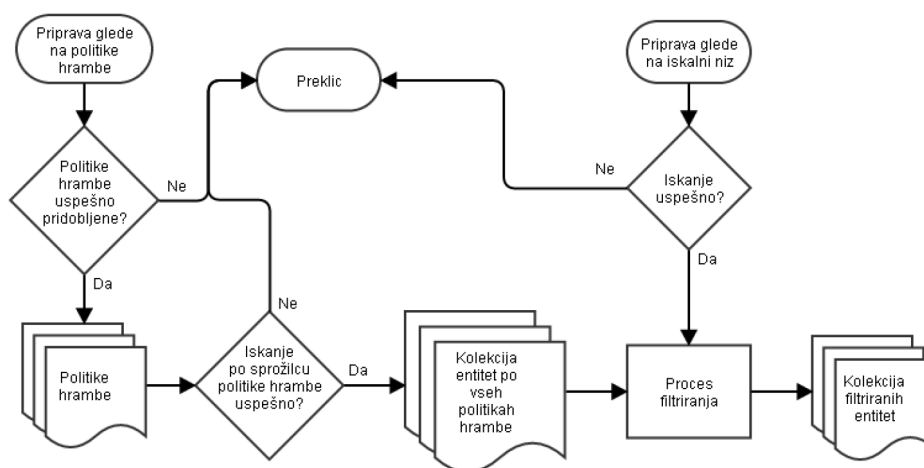 Priprava glede
na politike
hrambe
Preklic
Priprava glede
na iskalni niz
Politike
hrambe
uspešno
pridobljene?
Ne
Ne
Iskanje
uspešno?
Da
Da
Ne
Politike
hrambe
Iskanje
po sprožilcu
politike hrambe
uspešno?
Da
Kolekcija
entitet po
vseh
politikah
hrambe
Proces
filtriranja
Kolekcija
filtriranih
entitet